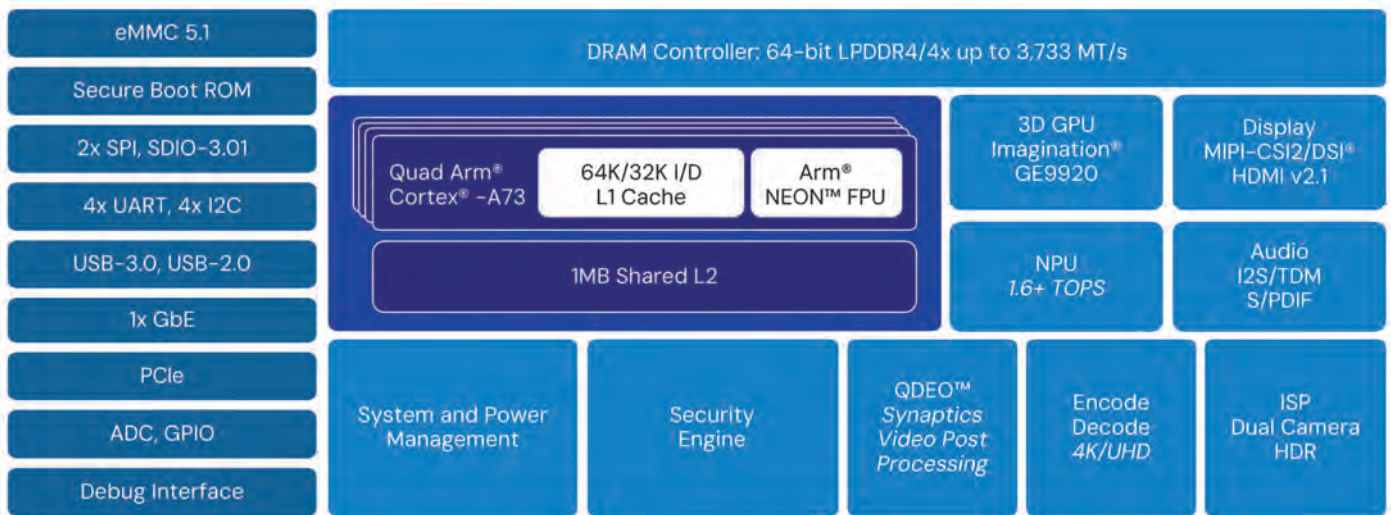 eMMC 5.1
Secure Boot ROM
2x SPI, SDIO-3.01
4x UART, 4x I2C
USB-3.0, USB-2.0
1x GbE
PCIe
ADC, GPIO
Debug Interface
DRAM Controller: 64-bit LPDDR4/4x up to 3,733 MT/s
Quad Arm®
Cortex® -A73
64K/32K I/D
L1 Cache
Arm®
NEON™ FPU
1MB Shared L2
3D GPU
Imagination®
GE9920
Display
MIPI-CSI2/DSI®
HDMI v2.1
NPU
1.6+ TOPS
Audio
I2S/TDM
S/PDIF
System and Power
Management
Security
Engine
QDEO™
Synaptics
Video Post
Processing
Encode
Decode
4K/UHD
ISP
Dual Camera
HDR